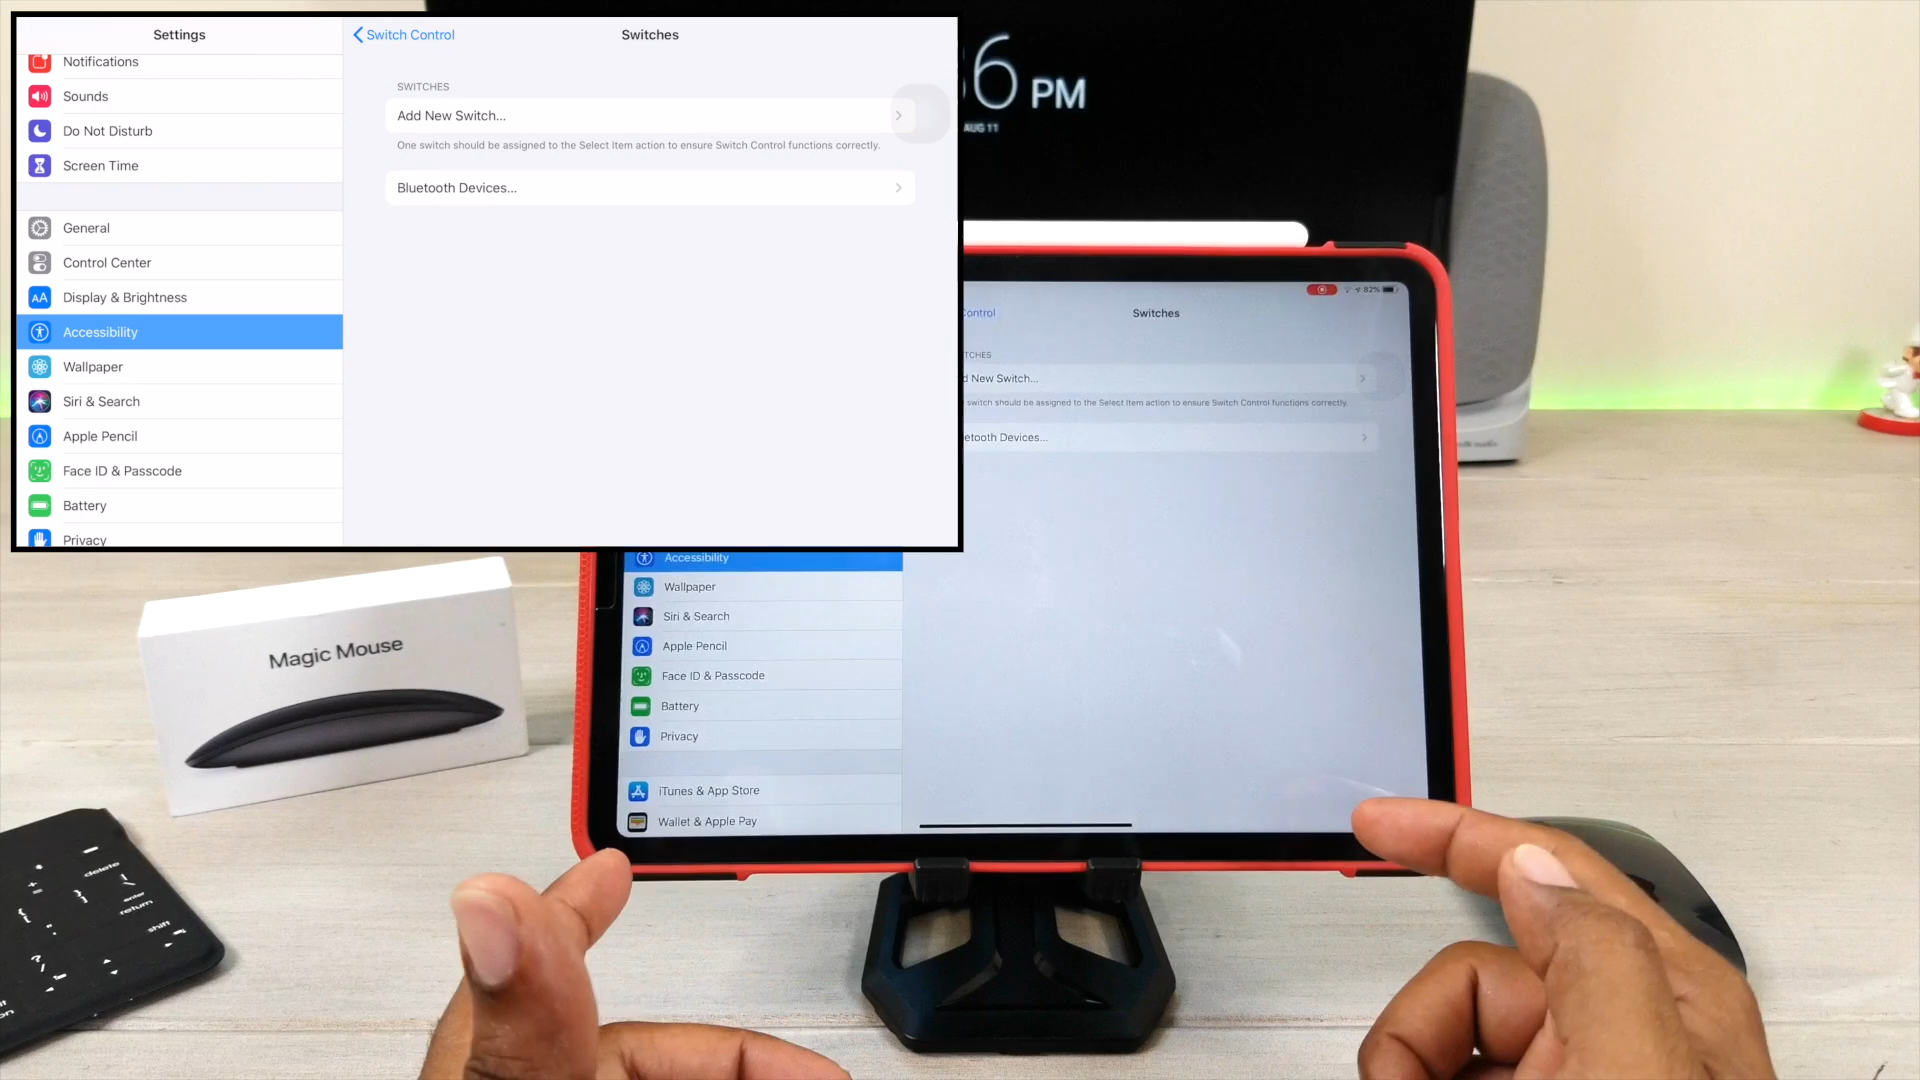 Settings
Switch Control
Switches
Notifications
Sounds
Do Not Disturb
Screen Time
General
Control Center
Display & Brightness
AA
Accessibility
Wallpaper
Siri & Search
Apple Pencil
Face ID & Passcode
Battery
Privacy
SWITCHES
Add New Switch...
One switch should be assigned to the Select Item action to ensure Switch Control functions correctly.
Bluetooth Devices...
6 PM
AUG 11
82%
ontrol
Switches
TCHES
d New Switch...
switch should be assigned to the Select Item action to ensure Switch Control functions correctly.
etooth Devices...
Accessibility
Wallpaper
Siri & Search
Apple Pencil
Face ID & Passcode
Battery
Privacy
iTunes & App Store
Wallet & Apple Pay
Magic Mouse
delete
enter
return
shift